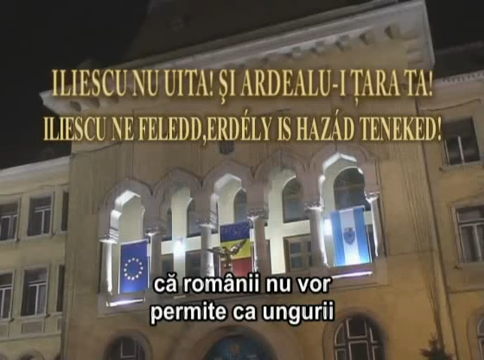 ILIESCU NU UITA! ŞI ARDEALU-I ŢARA TA!
ILIESCU NE FELEDD,ERDÉLY IS HAZÁD TENEKED!
că românii nu vor
permite ca ungurii